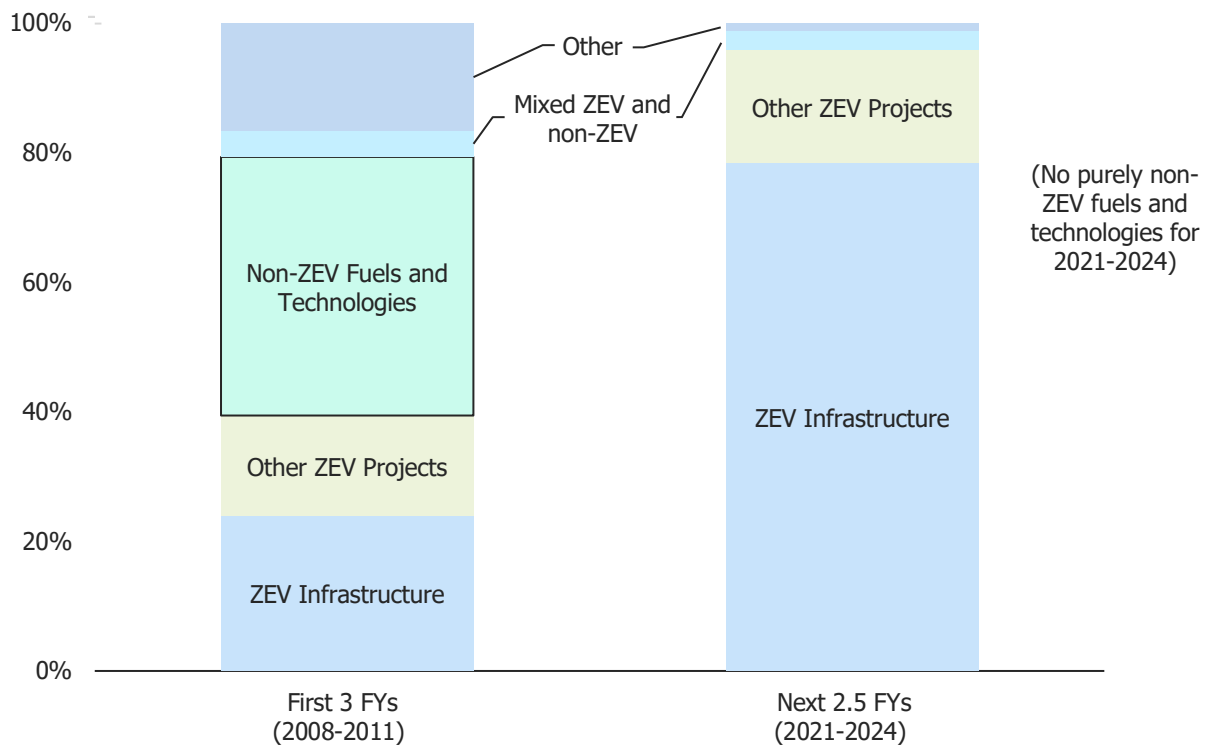 100%
80%
60%
40%
20%
0%
Other
Mixed ZEV and
non-ZEV
Non-ZEV Fuels and
Technologies
Other ZEV Projects
ZEV Infrastructure
Other ZEV Projects
ZEV Infrastructure
(No purely non-
ZEV fuels and
technologies for
2021-2024)
First 3 FYs
(2008-2011)
Next 2.5 FYs
(2021-2024)